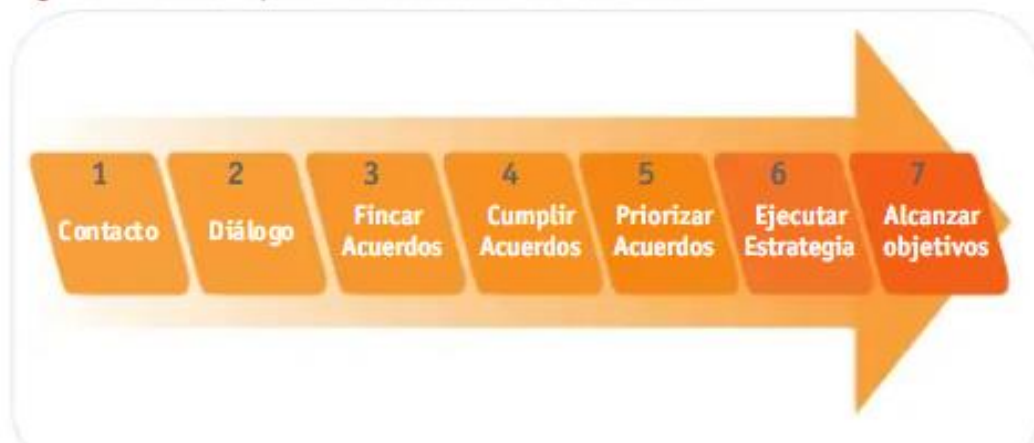 1
Contacto
2
Diálogo
3
Fincar
Acuerdos
4
Cumplir
Acuerdos
5
Priorizar
Acuerdos
6
Ejecutar
Estrategia
7
Alcanzar
objetivos